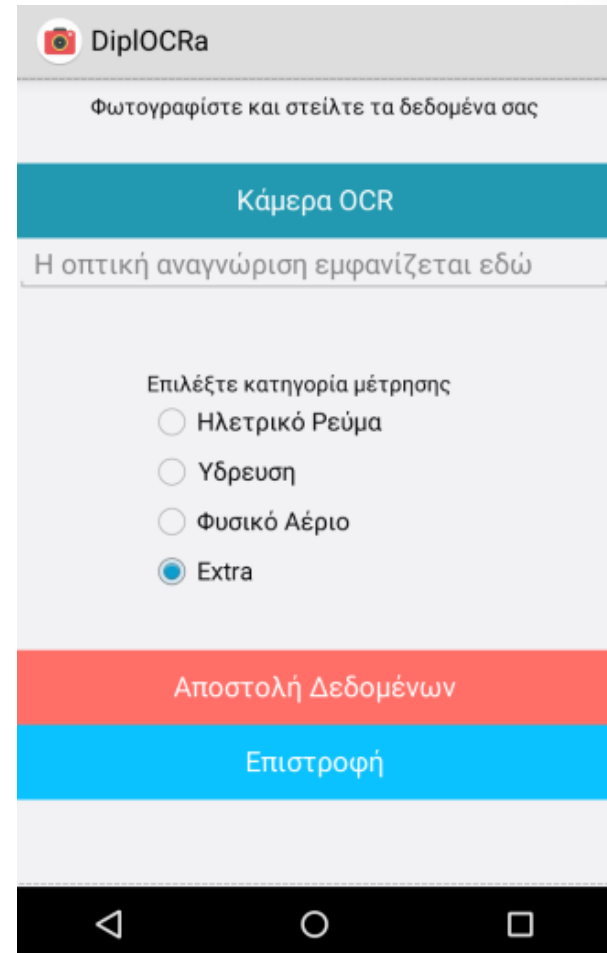 DiplOCRa
Φωτογραφίστε και στείλτε τα δεδομένα σας
Κάμερα OCR
Η οπτική αναγνώριση εμφανίζεται εδώ
Επιλέξτε κατηγορία μέτρησης
Ηλετρικό Ρεύμα
Υδρευση
Φυσικό Αέριο
Extra
Αποστολή Δεδομένων
Επιστροφή